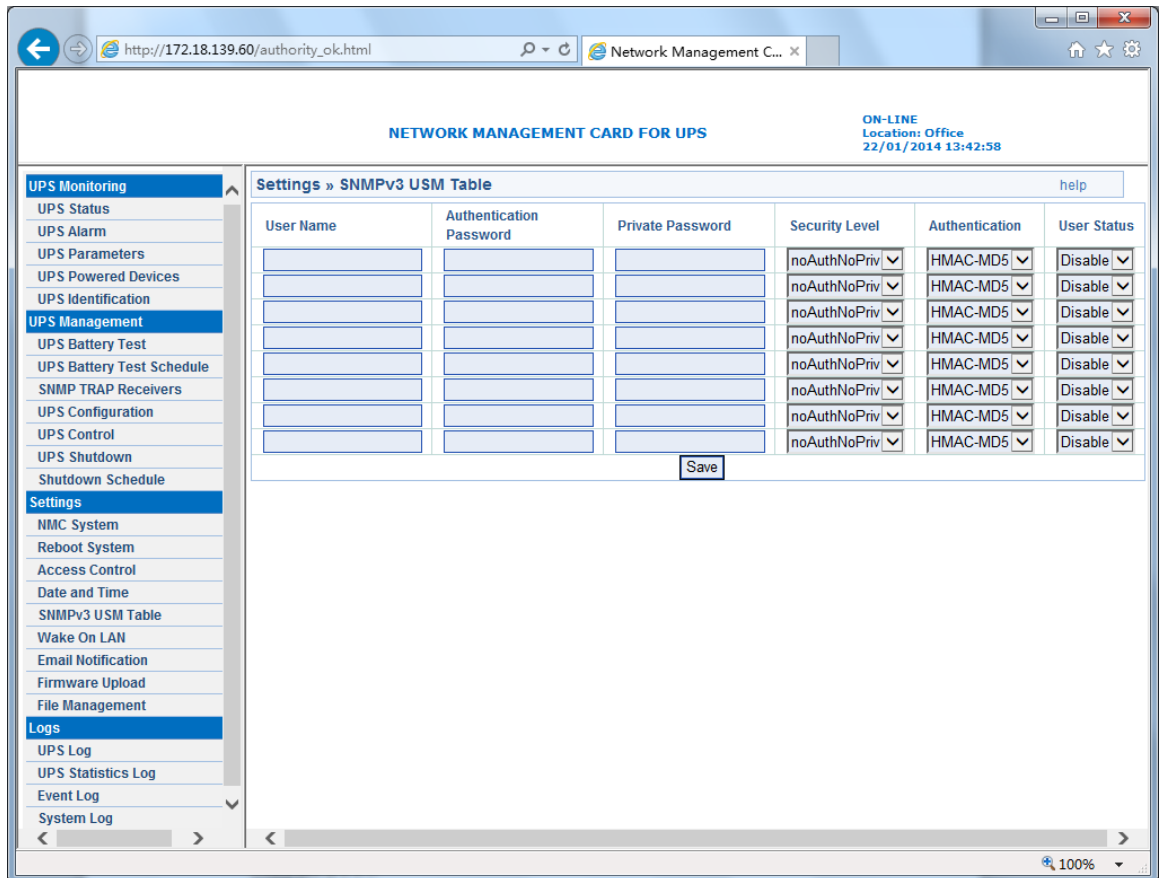 http://172.18.139.60/authority_ok.html
Network Management C...
NETWORK MANAGEMENT CARD FOR UPS
ON-LINE
Location: Office
22/01/2014 13:42:58
UPS Monitoring
UPS Status
UPS Alarm
UPS Parameters
UPS Powered Devices
UPS Identification
UPS Management
UPS Battery Test
UPS Battery Test Schedule
SNMP TRAP Receivers
UPS Configuration
UPS Control
UPS Shutdown
Shutdown Schedule
Settings
NMC System
Reboot System
Access Control
Date and Time
SNMPv3 USM Table
Wake On LAN
Email Notification
Firmware Upload
File Management
Logs
UPS Log
UPS Statistics Log
Event Log
System Log
Settings » SNMPv3 USM Table help
User Name Authentication Password Private Password Security Level Authentication User Status
noAuthNoPriv HMAC-MD5 Disable
noAuthNoPriv HMAC-MD5 Disable
noAuthNoPriv HMAC-MD5 Disable
noAuthNoPriv HMAC-MD5 Disable
noAuthNoPriv HMAC-MD5 Disable
noAuthNoPriv HMAC-MD5 Disable
noAuthNoPriv HMAC-MD5 Disable
noAuthNoPriv HMAC-MD5 Disable
Save
100%